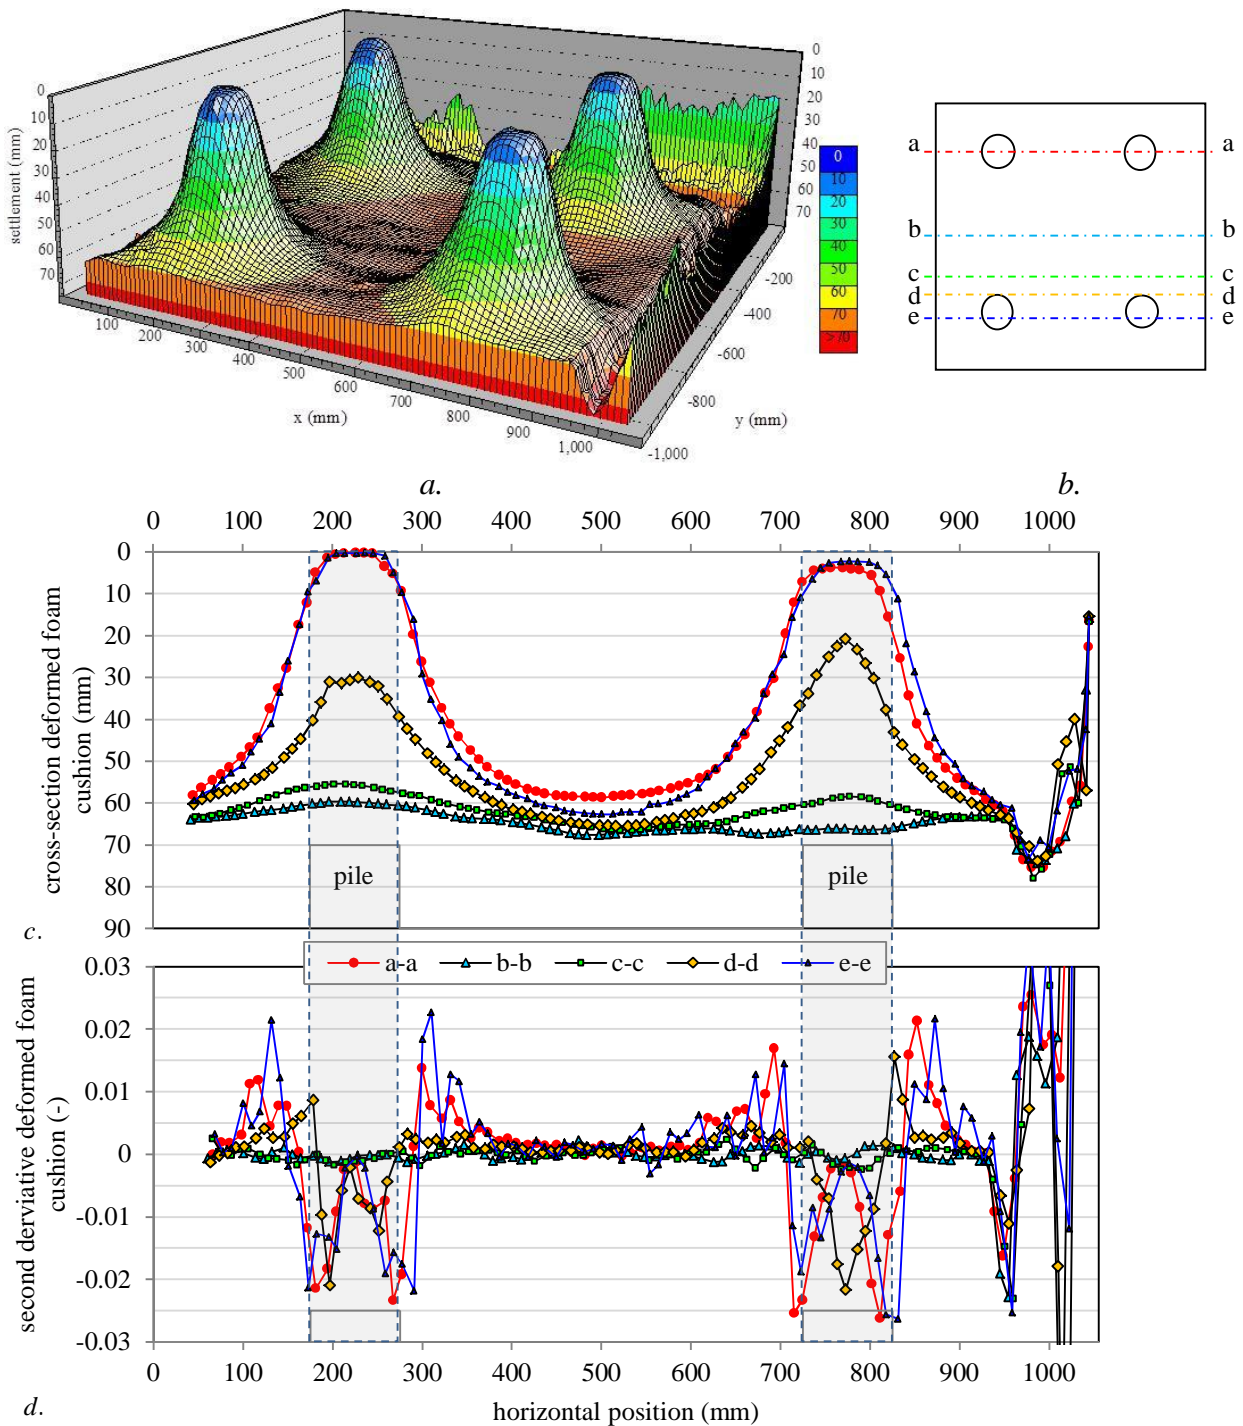 0
10
20
30
40
50
60
70
settlement (mm)
100
200
300
400
500
600
700
800
900
1,000
x (mm)
0
10
20
30
40
50
60
70
-200
-400
-600
-800
-1,000
y (mm)
0
10
20
30
40
50
60
70
>70
a a
b b
c c
d d
e e
a. b.
0 100 200 300 400 500 600 700 800 900 1000
0
10
20
30
40
50
60
70
80
90
cross-section deformed foam
cushion (mm)
pile pile
c.
a-a b-b c-c d-d e-e
0.03
0.02
0.01
0
-0.01
-0.02
-0.03
second derviative deformed foam
cushion (-)
0 100 200 300 400 500 600 700 800 900 1000
horizontal position (mm)
d.